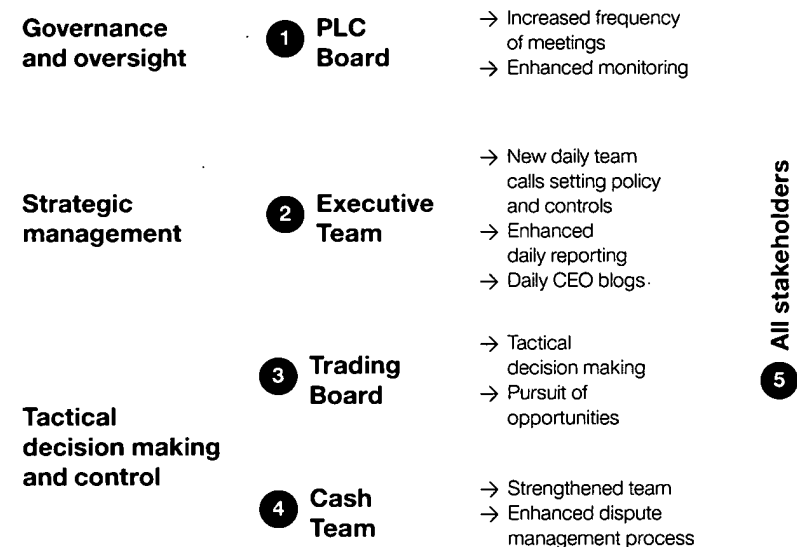 Governance
and oversight
1
PLC
Board
→ Increased frequency
of meetings
→ Enhanced monitoring
Strategic
management
2
Executive
Team
→ New daily team
calls setting policy
and controls
→ Enhanced
daily reporting
→ Daily CEO blogs
Tactical
decision making
and control
3
Trading
Board
→ Tactical
decision making
→ Pursuit of
opportunities
4
Cash
Team
→ Strengthened team
→ Enhanced dispute
management process
5 All stakeholders